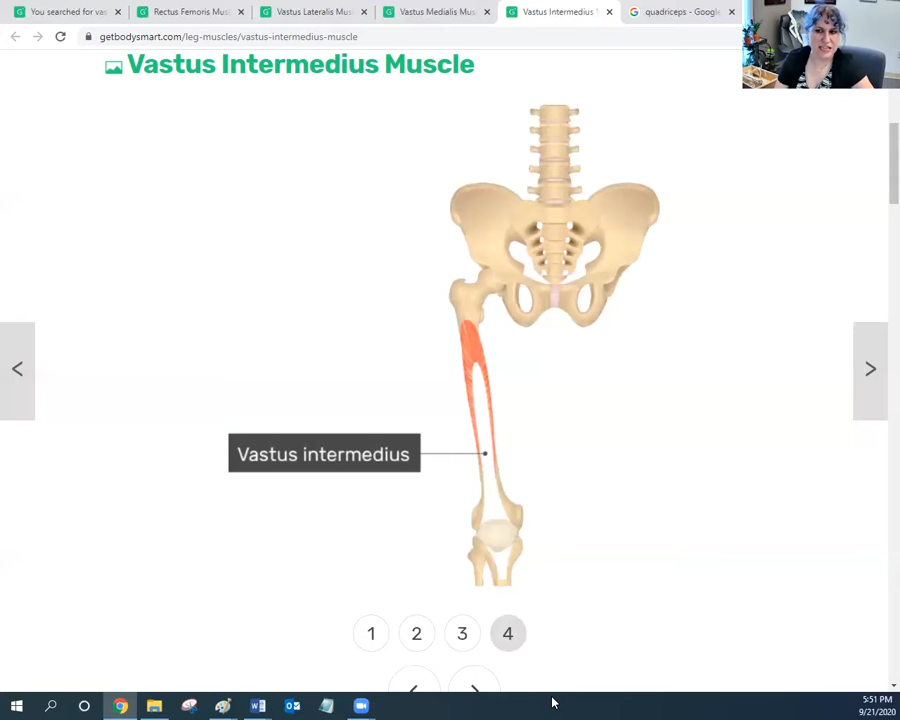 You searched for vas
Rectus Femoris Mus
Vastus Lateralis Mus
Vastus Medialis Mus
Vastus Intermedius
quadriceps - Google
getbodysmart.com/leg-muscles/vastus-intermedius-muscle
Vastus Intermedius Muscle
Vastus intermedius
1 2 3 4
5:51 PM
9/21/2020